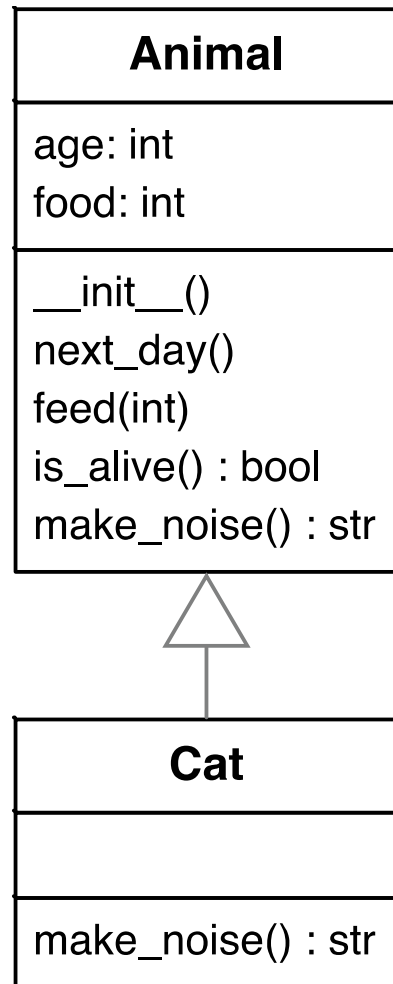 Animal
age: int
food: int
__init__()
next_day()
feed(int)
is_alive() : bool
make_noise() : str
Cat
make_noise() : str